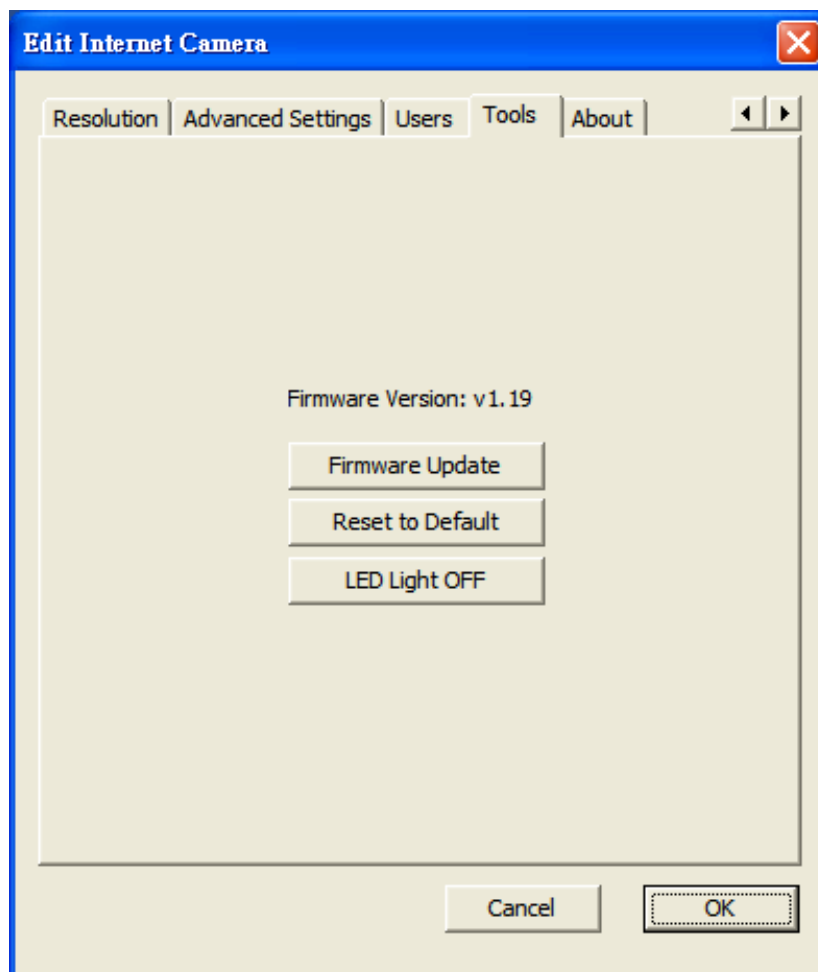 Edit Internet Camera
Resolution Advanced Settings Users Tools About
Firmware Version: v1.19
Firmware Update
Reset to Default
LED Light OFF
Cancel OK